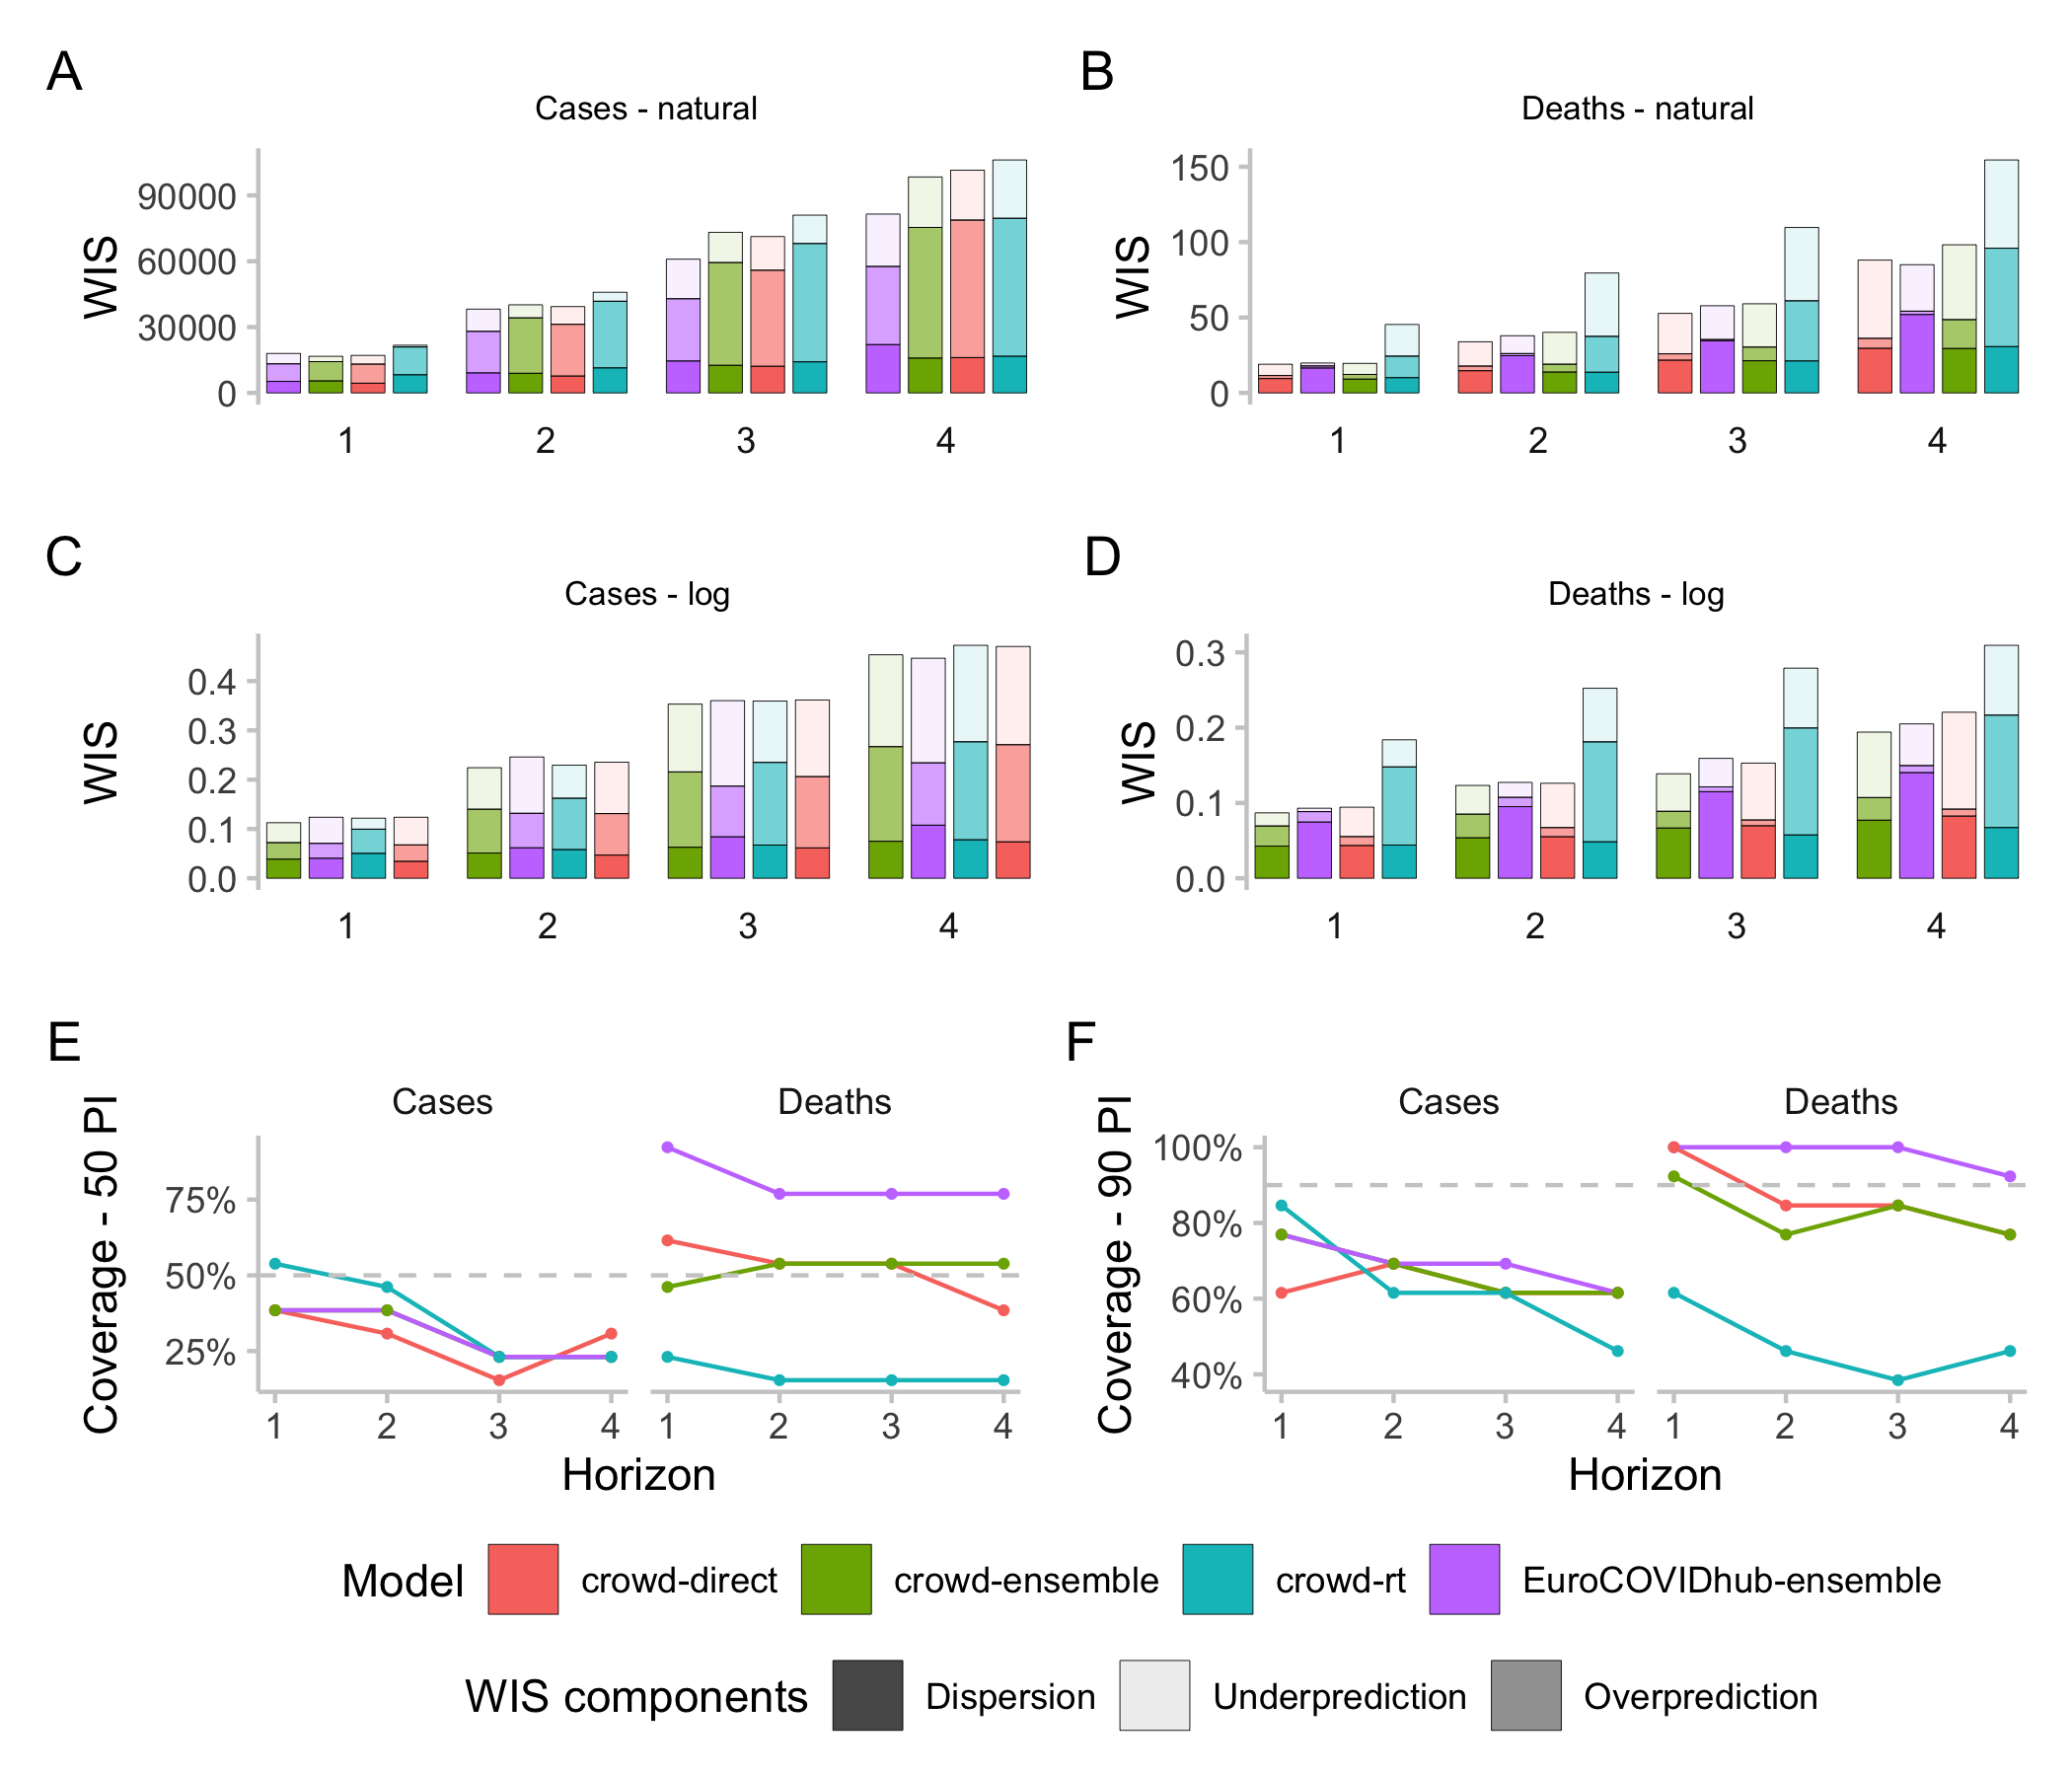 A
B
Cases - natural
Deaths - natural
WIS
90000
60000
30000
0
1 2 3 4
WIS
150
100
50
0
1 2 3 4
C
D
Cases - log
Deaths - log
WIS
0.4
0.3
0.2
0.1
0.0
1 2 3 4
WIS
0.3
0.2
0.1
0.0
1 2 3 4
E
F
Cases Deaths
Coverage - 50 PI
75%
50%
25%
1 2 3 4 1 2 3 4
Horizon
Cases Deaths
Coverage - 90 PI
100%
80%
60%
40%
1 2 3 4 1 2 3 4
Horizon
Model crowd-direct crowd-ensemble crowd-rt EuroCOVIDhub-ensemble
WIS components Dispersion Underprediction Overprediction